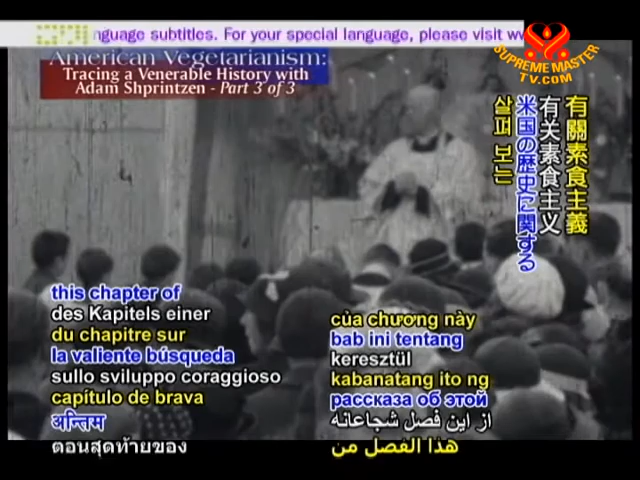 nguage subtitles. For your special language, please visit ww
SUPREME MASTER
TV.COM
American Vegetarianism:
Tracing a Venerable History with
Adam Shprintzen - Part 3 of 3
有關素食主義
有关素食主义
米国の歴史に関する
살펴 보는
this chapter of
des Kapitels einer
du chapitre sur
la valiente búsqueda
sullo sviluppo coraggioso
capítulo de brava
अन्तिम
ตอนสุดท้ายของ
của chương này
bab ini tentang
keresztül
kabanatang ito ng
рассказа об этой
از این فصل شجاعانه
هذا الفصل من